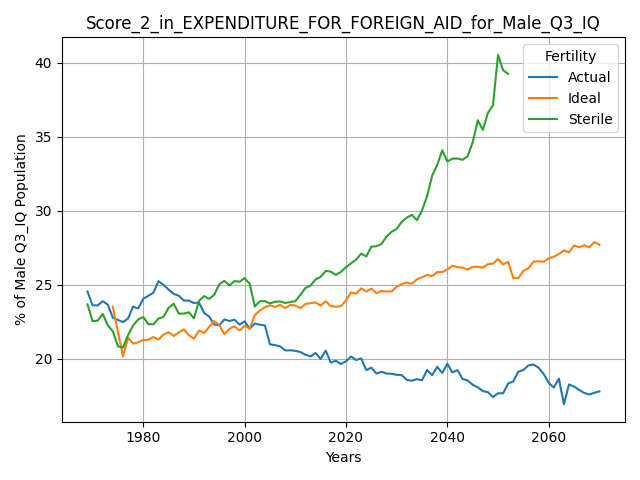 Score_2_in_EXPENDITURE_FOR_FOREIGN_AID_for_Male_Q3_IQ
Fertility
Actual
Ideal
Sterile
% of Male Q3_IQ Population
40
35
30
25
20
1980
2000
2020
2040
2060
Years